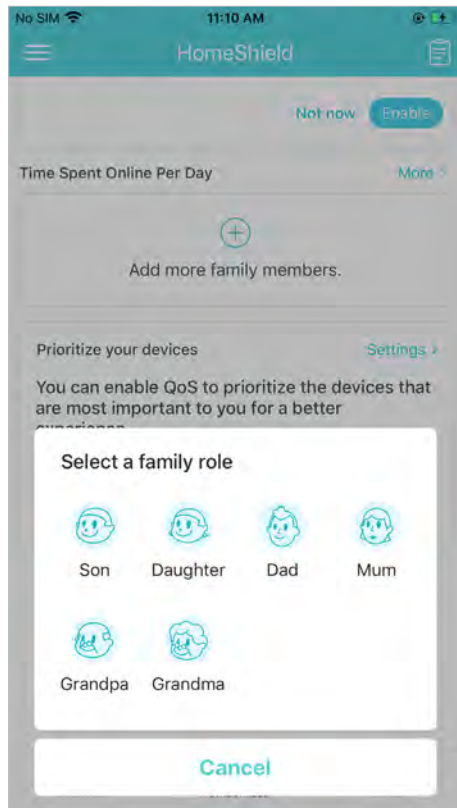 No SIM 11:10 AM
HomeShield
Not now Enable
Time Spent Online Per Day More >
Add more family members.
Prioritize your devices Settings >
You can enable QoS to prioritize the devices that
are most important to you for a better
Select a family role
Son Daughter Dad Mum
Grandpa Grandma
Cancel